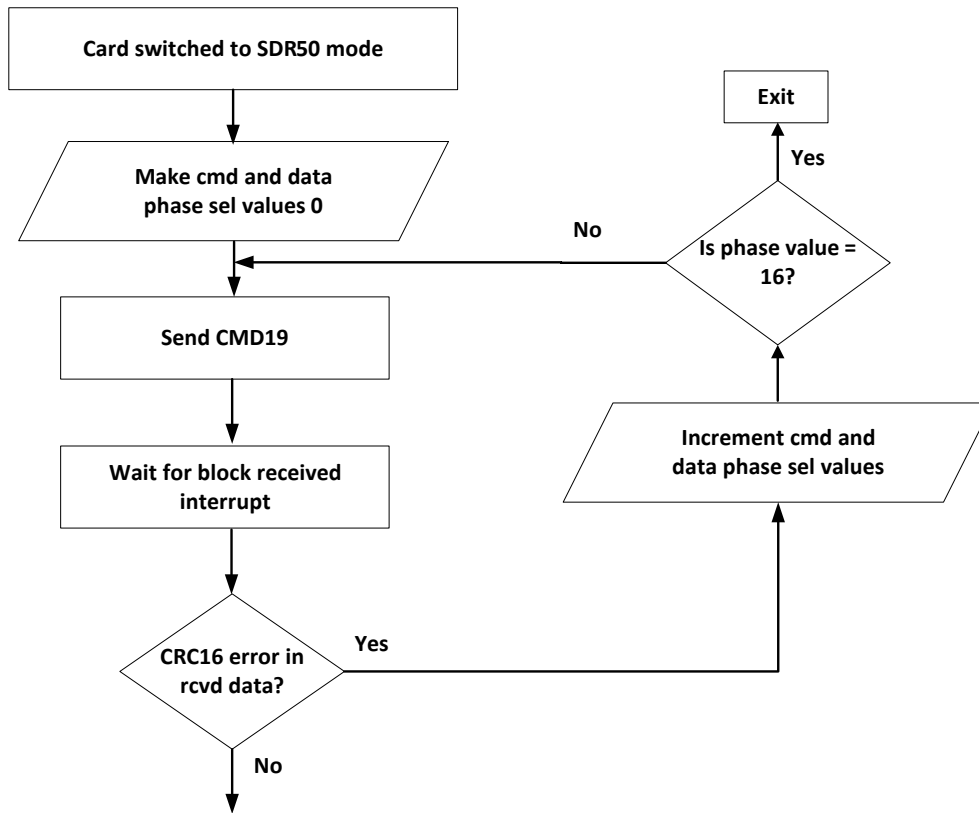 Card switched to SDR50 mode
Make cmd and data
phase sel values 0
Send CMD19
Wait for block received
interrupt
CRC16 error in
rcvd data?
No
Yes
Increment cmd and
data phase sel values
Is phase value =
16?
No
Yes
Exit